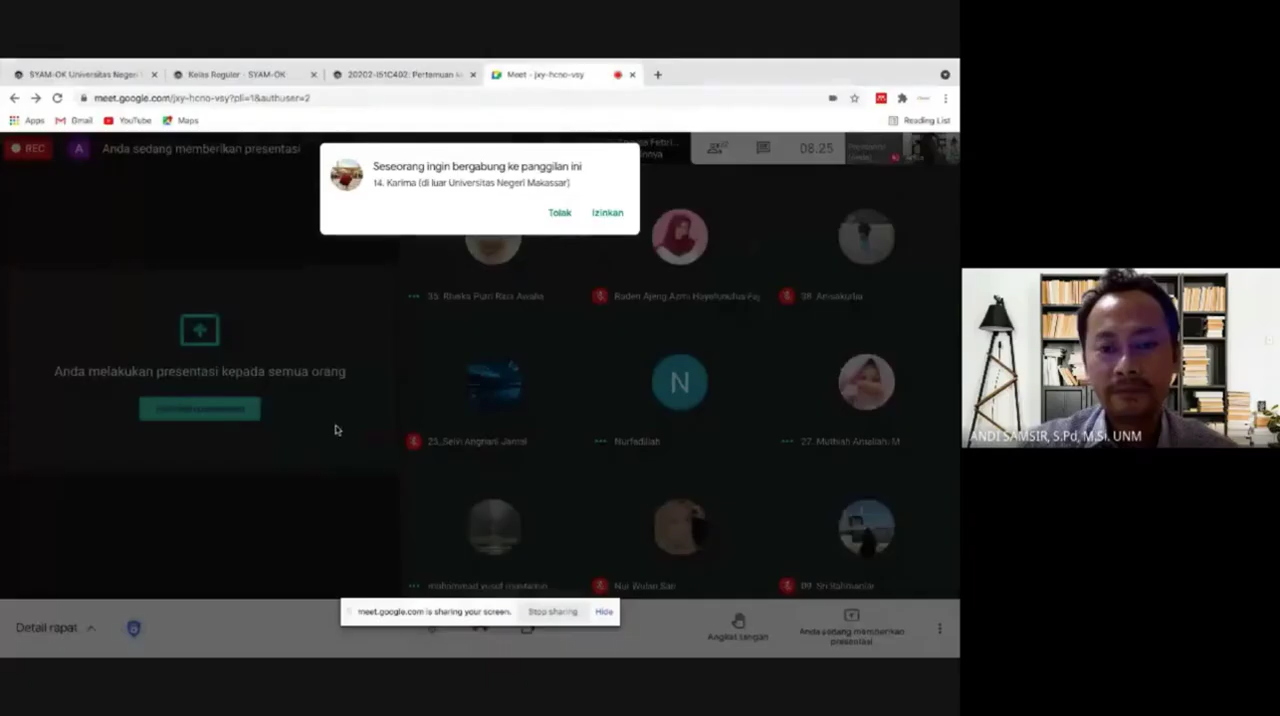 SYAM-OK Universitas Negeri
Kelas Reguler - SYAM-OK
20202-I51C402: Pertemuan
Meet - jxy-hcno-vsy
meet.google.com/jxy-hcno-vsy?pli=1&authuser=2
Apps
Gmail
YouTube
Maps
Reading List
REC
A
Anda sedang memberikan presentasi
Seseorang ingin bergabung ke panggilan ini
14. Karima (di luar Universitas Negeri Makassar)
Tolak
Izinkan
08.25
Anda melakukan presentasi kepada semua orang
N
Nurfadilah
Nur Wulan Sari
ANDI SAMSIR, S.Pd, M.Si. UNM
meet.google.com is sharing your screen.
Stop sharing
Hide
Detail rapat
Angkat tangan
Anda sedang memberikan
presentasi